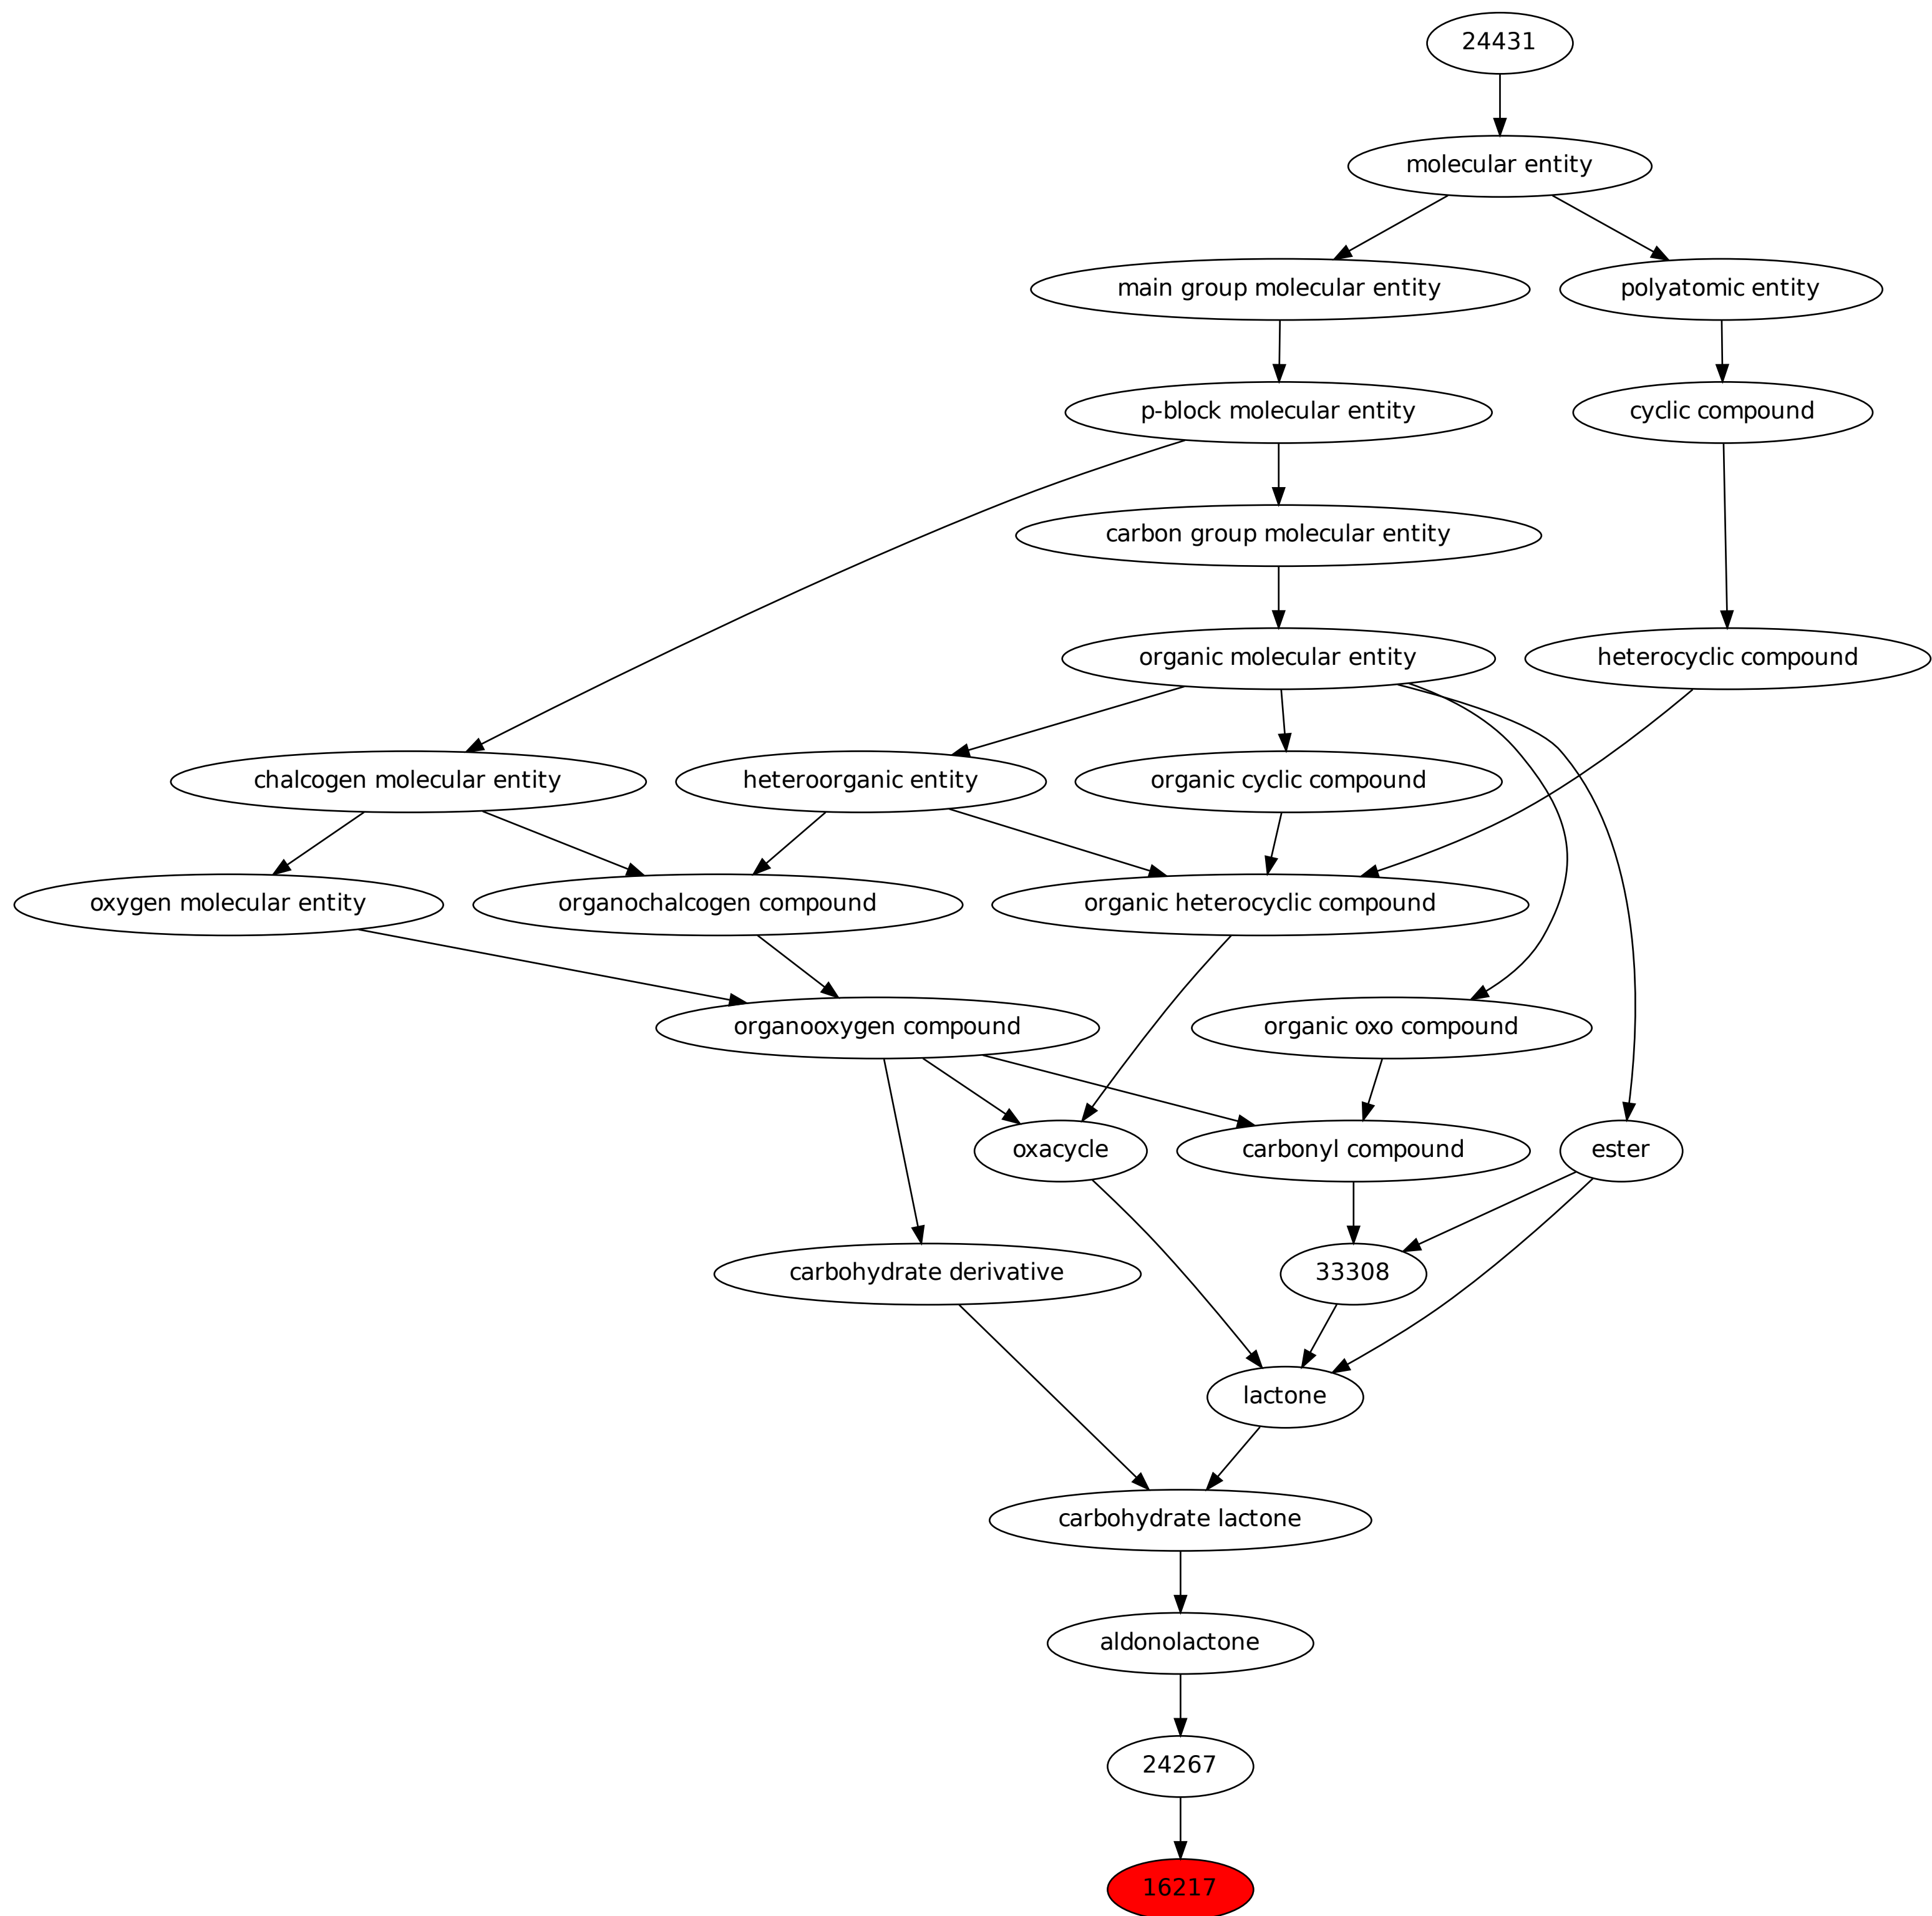 24431
molecular entity
main group molecular entity
polyatomic entity
p-block molecular entity
cyclic compound
carbon group molecular entity
organic molecular entity
heterocyclic compound
chalcogen molecular entity
heteroorganic entity
organic cyclic compound
oxygen molecular entity
organochalcogen compound
organic heterocyclic compound
organooxygen compound
organic oxo compound
oxacycle
carbonyl compound
ester
carbohydrate derivative
33308
lactone
carbohydrate lactone
aldonolactone
24267
16217